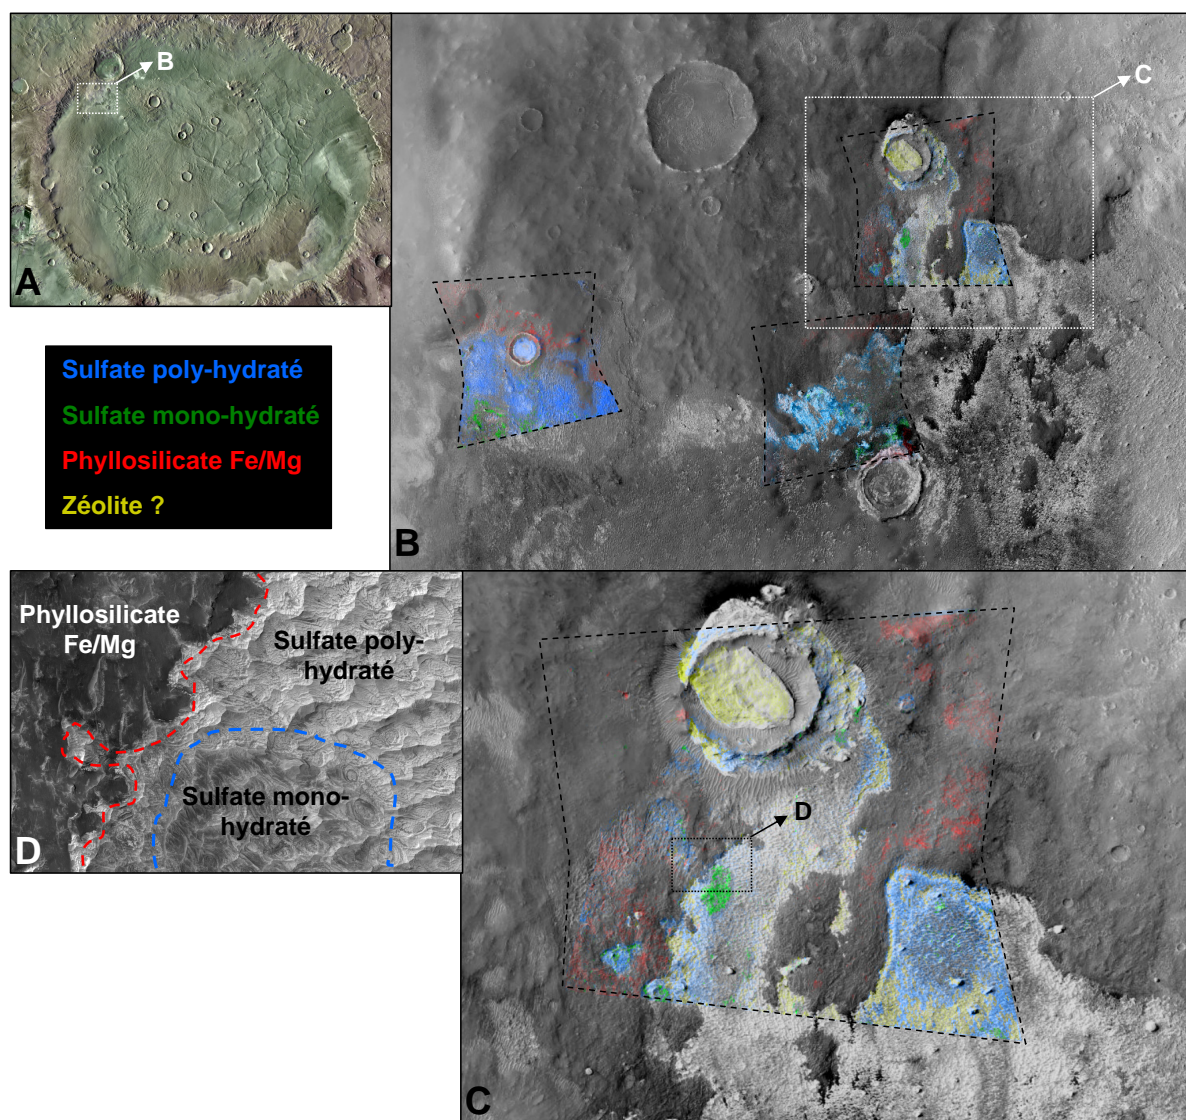 B
A
C
B
Sulfate poly-hydraté
Sulfate mono-hydraté
Phyllosilicate Fe/Mg
Zéolite ?
Phyllosilicate
Fe/Mg
Sulfate poly-
hydraté
Sulfate mono-
hydraté
D
D
C